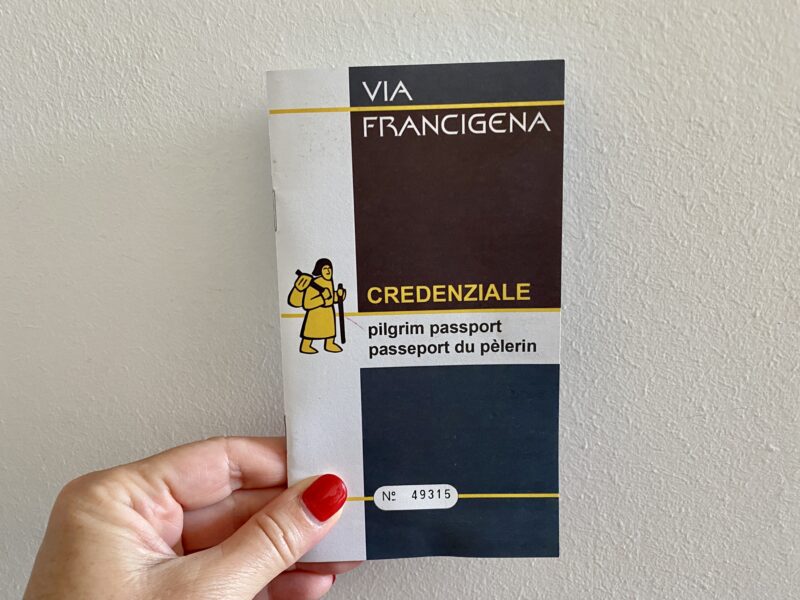 VIA
FRANCIGENA
CREDENZIALE
pilgrim passport
passeport du pèlerin
Nº 49315